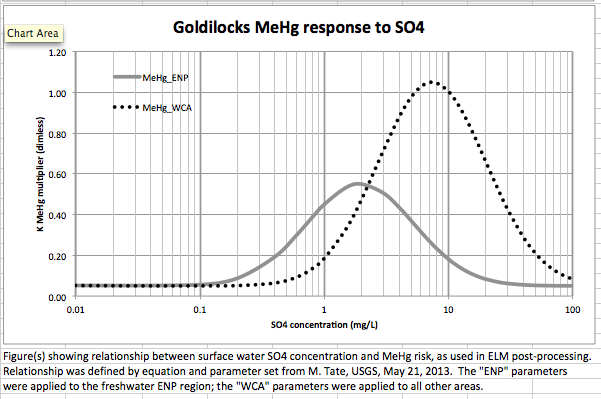 Goldilocks MeHg response to SO4
Chart Area
1.20
1.00
0.80
0.60
0.40
0.20
0.00
K MeHg multiplier (dimless)
MeHg_ENP
MeHg_WCA
0.01
0.1
1
10
100
SO4 concentration (mg/L)
Figure(s) showing relationship between surface water SO4 concentration and MeHg risk, as used in ELM post-processing.
Relationship was defined by equation and parameter set from M. Tate, USGS, May 21, 2013. The "ENP" parameters
were applied to the freshwater ENP region; the "WCA" parameters were applied to all other areas.